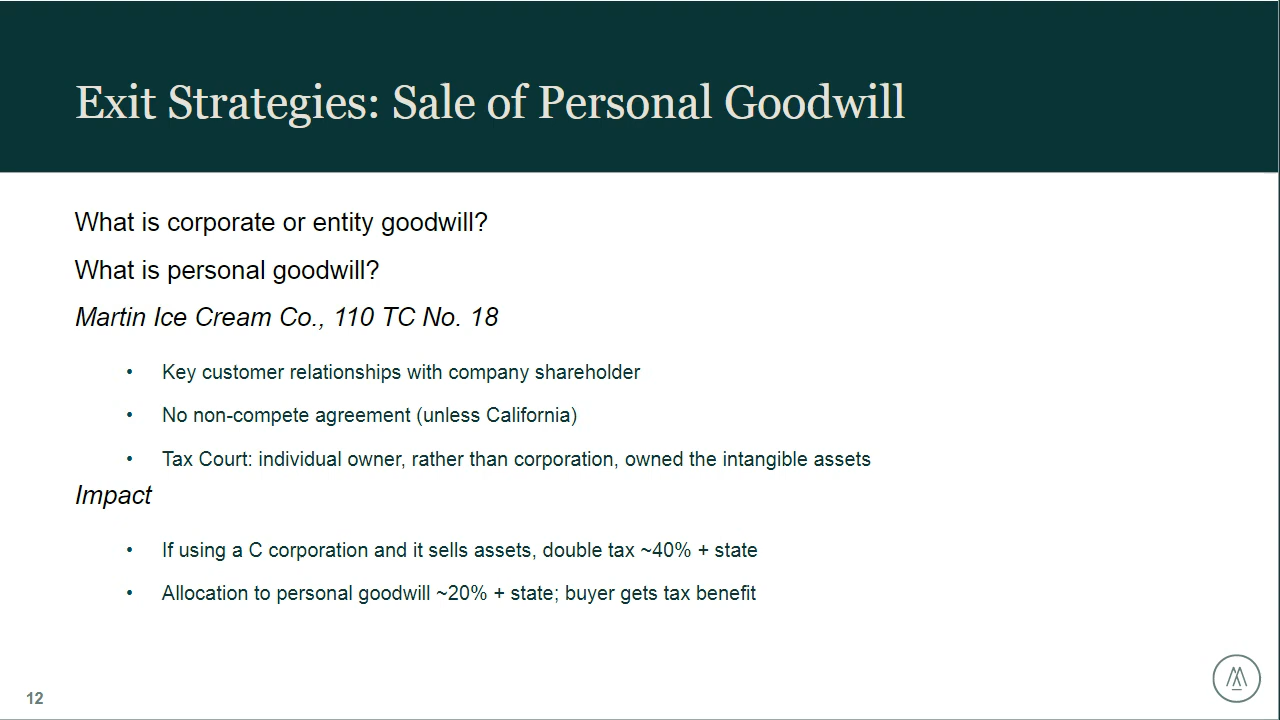 Exit Strategies: Sale of Personal Goodwill
What is corporate or entity goodwill?
What is personal goodwill?
Martin Ice Cream Co., 110 TC No. 18
• Key customer relationships with company shareholder
• No non-compete agreement (unless California)
• Tax Court: individual owner, rather than corporation, owned the intangible assets
Impact
• If using a C corporation and it sells assets, double tax ~40% + state
• Allocation to personal goodwill ~20% + state; buyer gets tax benefit
12